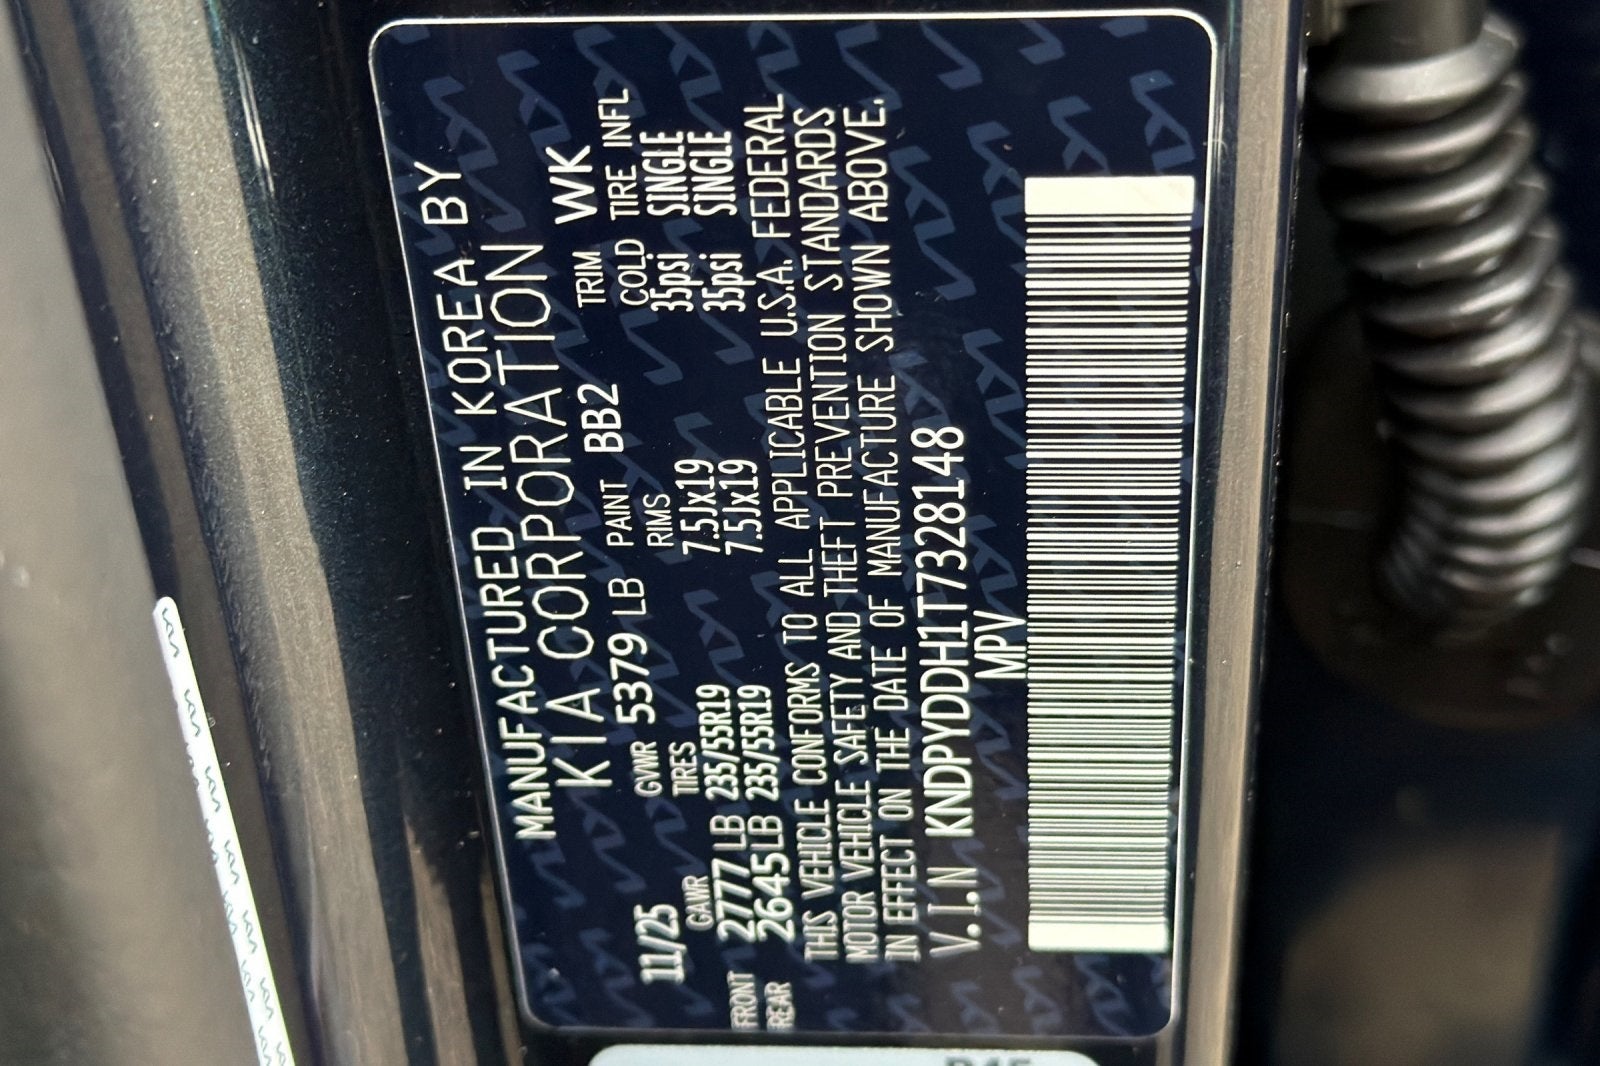 MANUFACTURED IN KOREA BY
KIA CORPORATION
11/25 GVWR 5379 LB PAINT BB2 TRIM WK
GAWR TIRES RIMS COLD TIRE INFL
FRONT 2777 LB 235/55R19 7.5Jx19 35psi SINGLE
REAR 2645 LB 235/55R19 7.5Jx19 35psi SINGLE
THIS VEHICLE CONFORMS TO ALL APPLICABLE U.S.A. FEDERAL
MOTOR VEHICLE SAFETY AND THEFT PREVENTION STANDARDS
IN EFFECT ON THE DATE OF MANUFACTURE SHOWN ABOVE.
V.I.N KNDPYDDH1T7328148
MPV